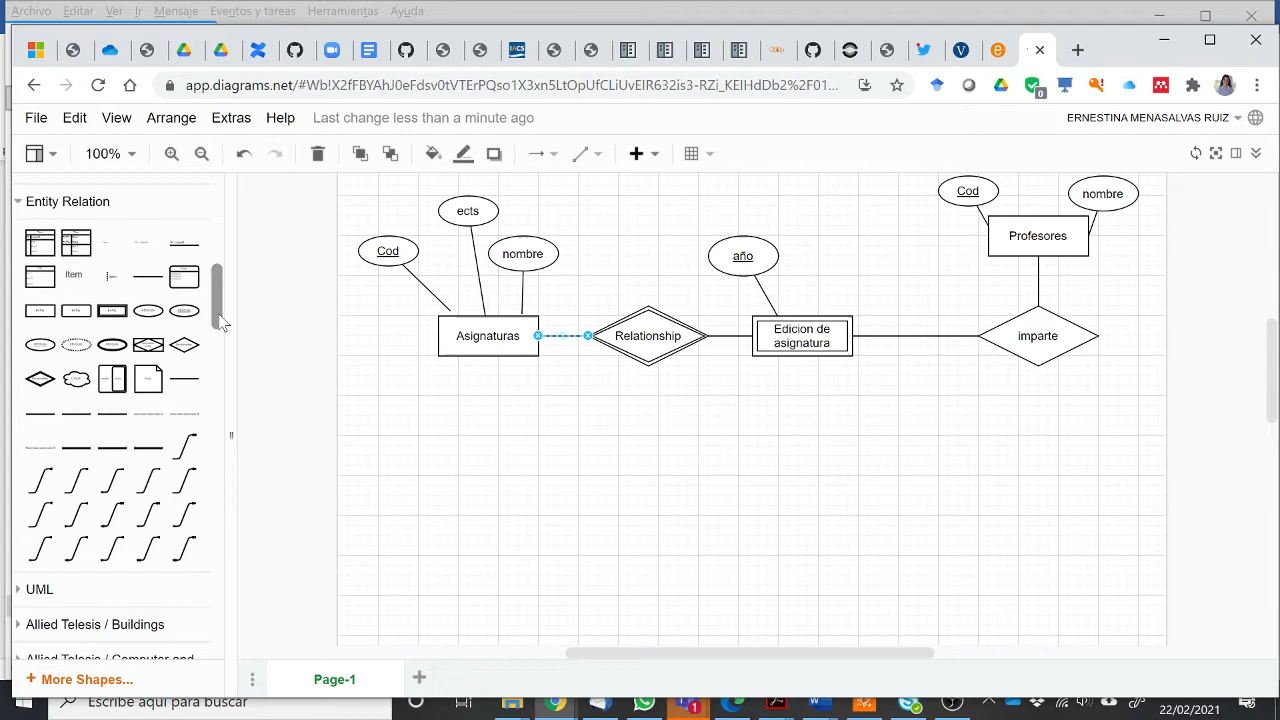 Archivo Editar Ver Ir Mensaje Eventos y tareas Herramientas Ayuda
app.diagrams.net/#WbIX2fFBYAhJ0eFdxv0tVTFrPQso1X3xn5LtOpUfCLiUvEIR632is3-RZi_KEIHdDb2%2F01...
File Edit View Arrange Extras Help Last change less than a minute ago
ERNESTINA MENASALVAS RUIZ
100%
Entity Relation
Item
Cod
ects
nombre
año
Cod
nombre
Profesores
Asignaturas
Relationship
Edicion de
asignatura
imparte
UML
Allied Telesis / Buildings
Allied Telesis / Computer and
+ More Shapes...
Page-1
Escribe aquí para buscar
22/02/2021